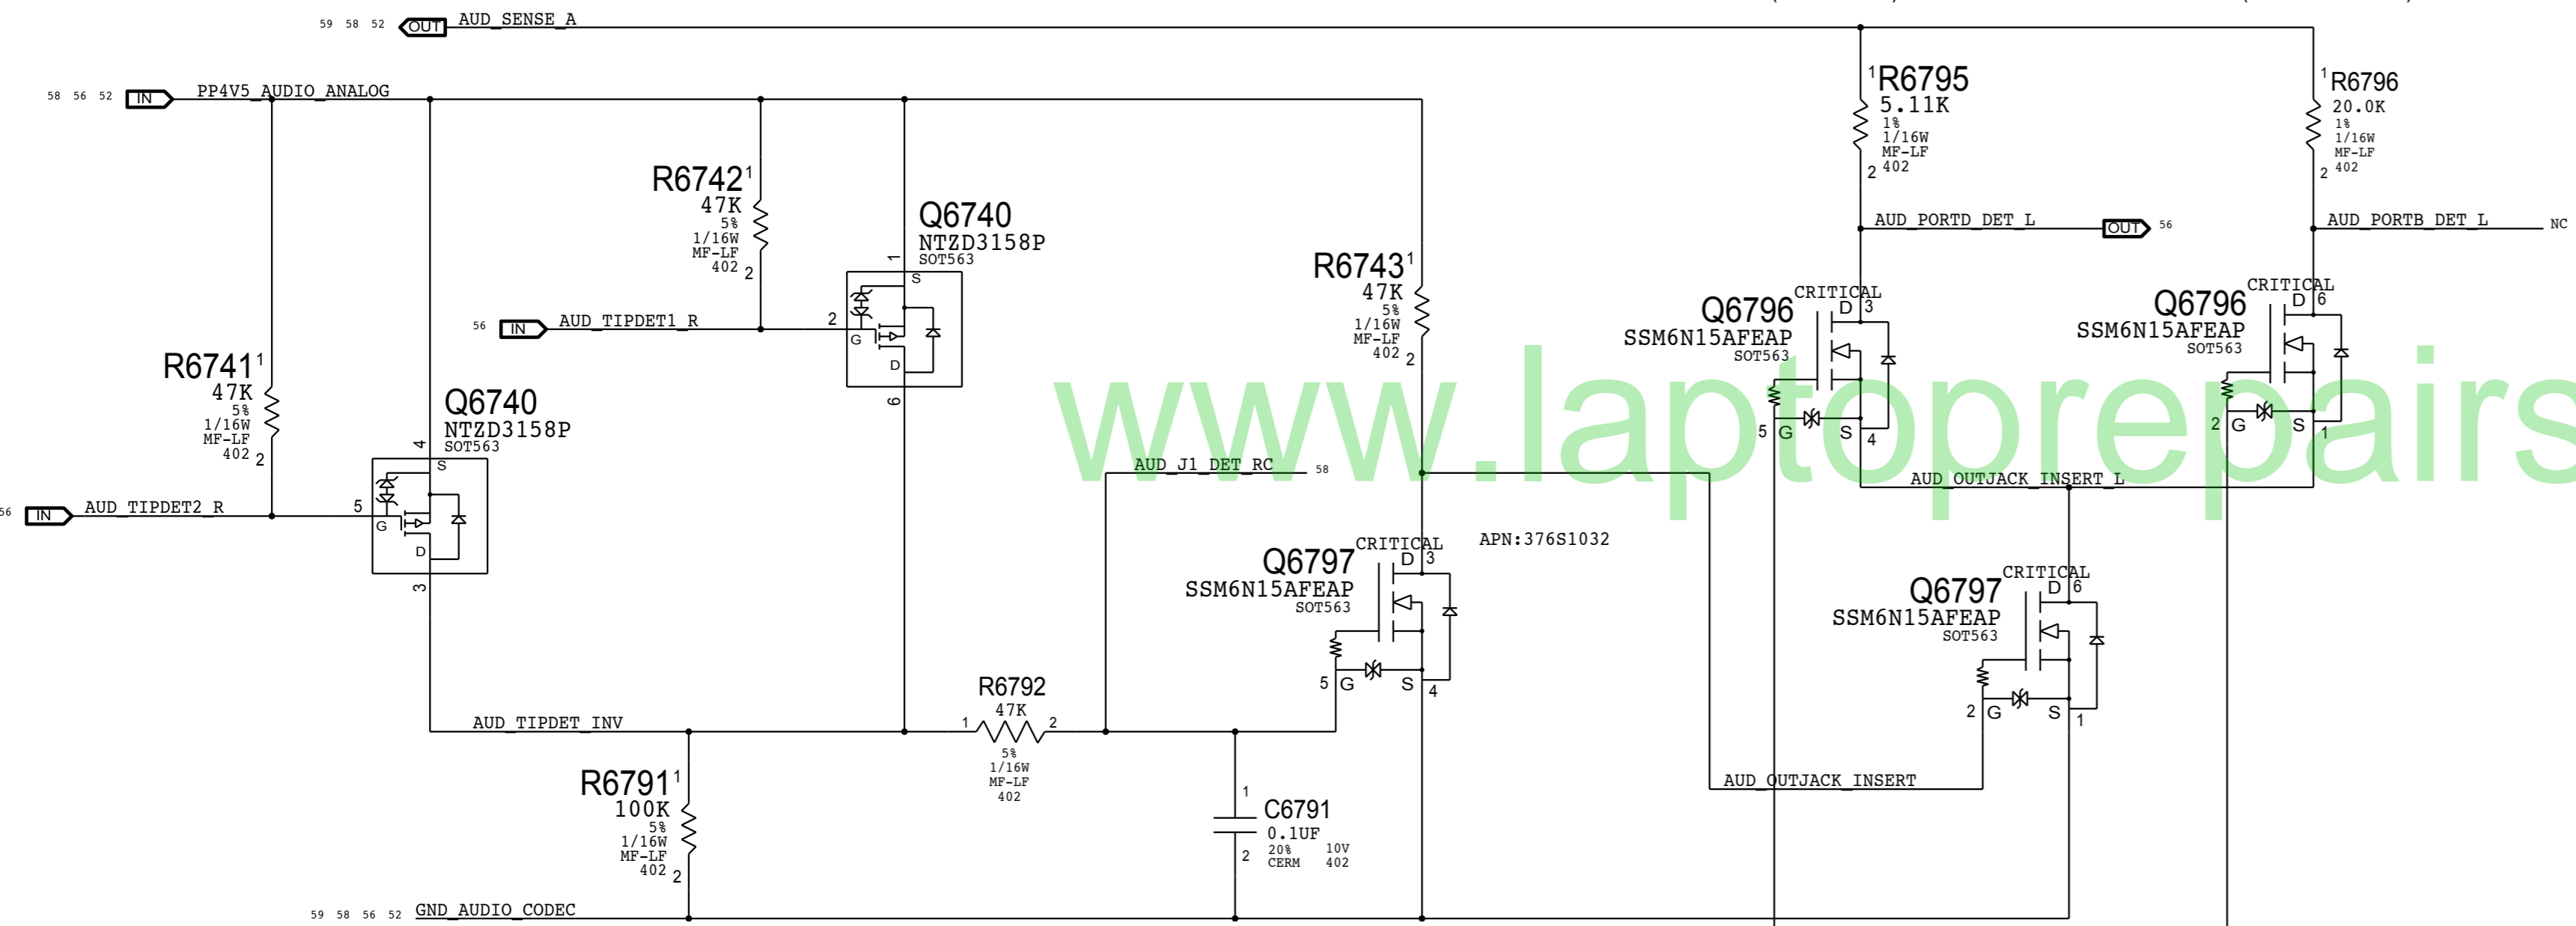 59 58 52 OUT AUD_SENSE_A
58 56 52 IN PP4V5_AUDIO_ANALOG
1 R6795
5.11K
1%
1/16W
MF-LF
2 402
1 R6796
20.0K
1%
1/16W
MF-LF
2 402
R6742 1
47K
5%
1/16W
MF-LF
402 2
Q6740
NTZD3158P
SOT563
1
S
G
D
6
56 IN AUD_TIPDET1_R 2
AUD_PORTD_DET_L OUT 56
AUD_PORTB_DET_L NC
R6743 1
47K
5%
1/16W
MF-LF
402 2
CRITICAL
Q6796
SSM6N15AFEAP
SOT563
D 3
5 G S 4
CRITICAL
Q6796
SSM6N15AFEAP
SOT563
D 6
2 G S 1
R6741 1
47K
5%
1/16W
MF-LF
402 2
Q6740
NTZD3158P
SOT563
4
S
G
D
3
56 IN AUD_TIPDET2_R 5
www.laptoprepairs
AUD_J1_DET_RC 58
AUD_OUTJACK_INSERT_L
APN:376S1032
CRITICAL
Q6797
SSM6N15AFEAP
SOT563
D 3
5 G S 4
CRITICAL
Q6797
SSM6N15AFEAP
SOT563
D 6
2 G S 1
AUD_TIPDET_INV
R6792
47K
1 2
5%
1/16W
MF-LF
402
AUD_OUTJACK_INSERT
R6791 1
100K
5%
1/16W
MF-LF
402 2
1
C6791
0.1UF
20% 10V
2 CERM 402
59 58 56 52 GND_AUDIO_CODEC